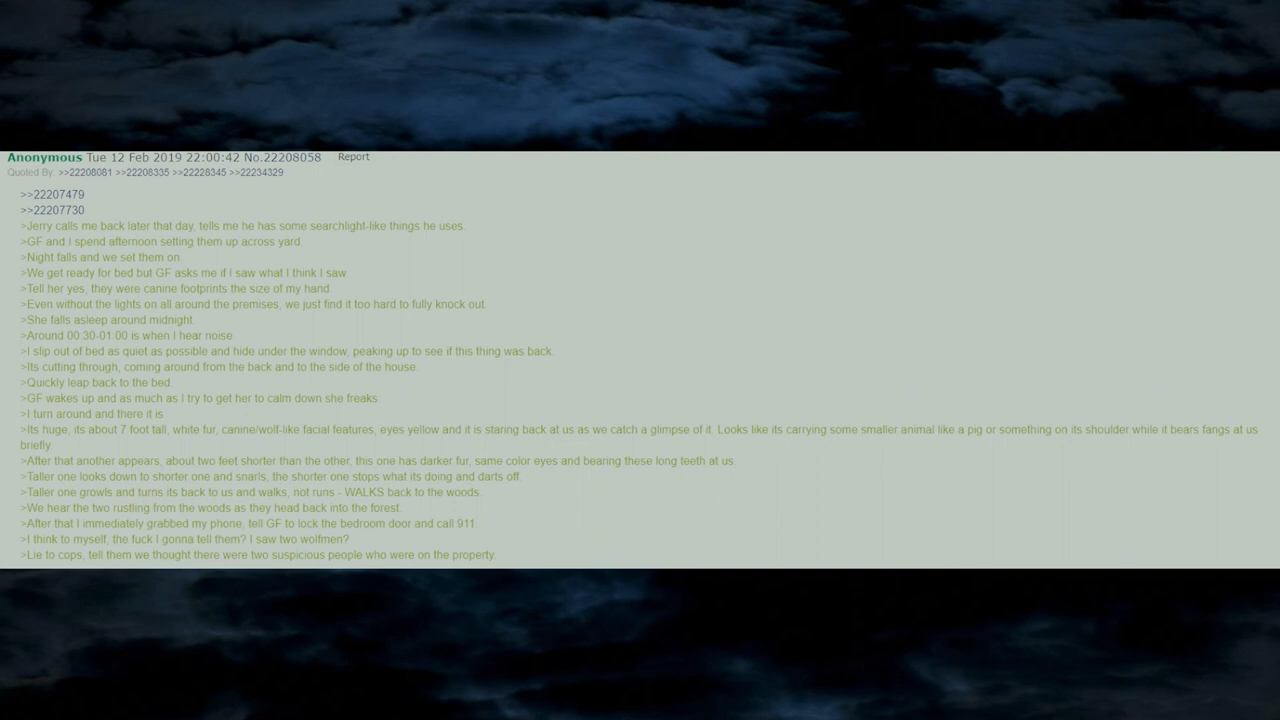 Anonymous Tue 12 Feb 2019 22:00:42 No.22208058 Report
Quoted By: >>22208081 >>22208335 >>22228345 >>22234329
>>22207479
>>22207730
>Jerry calls me back later that day, tells me he has some searchlight-like things he uses.
>GF and I spend afternoon setting them up across yard.
>Night falls and we set them on
>We get ready for bed but GF asks me if I saw what I think I saw
>Tell her yes, they were canine footprints the size of my hand.
>Even without the lights on all around the premises, we just find it too hard to fully knock out.
>She falls asleep around midnight.
>Around 00:30-01:00 is when I hear noise
>I slip out of bed as quiet as possible and hide under the window, peaking up to see if this thing was back.
>Its cutting through, coming around from the back and to the side of the house.
>Quickly leap back to the bed.
>GF wakes up and as much as I try to get her to calm down she freaks.
>I turn around and there it is
>Its huge, its about 7 foot tall, white fur, canine/wolf-like facial features, eyes yellow and it is staring back at us as we catch a glimpse of it. Looks like its carrying some smaller animal like a pig or something on its shoulder while it bears fangs at us
briefly.
>After that another appears, about two feet shorter than the other, this one has darker fur, same color eyes and bearing these long teeth at us.
>Taller one looks down to shorter one and snarls, the shorter one stops what its doing and darts off.
>Taller one growls and turns its back to us and walks, not runs - WALKS back to the woods.
>We hear the two rustling from the woods as they head back into the forest.
>After that I immediately grabbed my phone, tell GF to lock the bedroom door and call 911.
>I think to myself, the fuck I gonna tell them? I saw two wolfmen?
>Lie to cops, tell them we thought there were two suspicious people who were on the property.